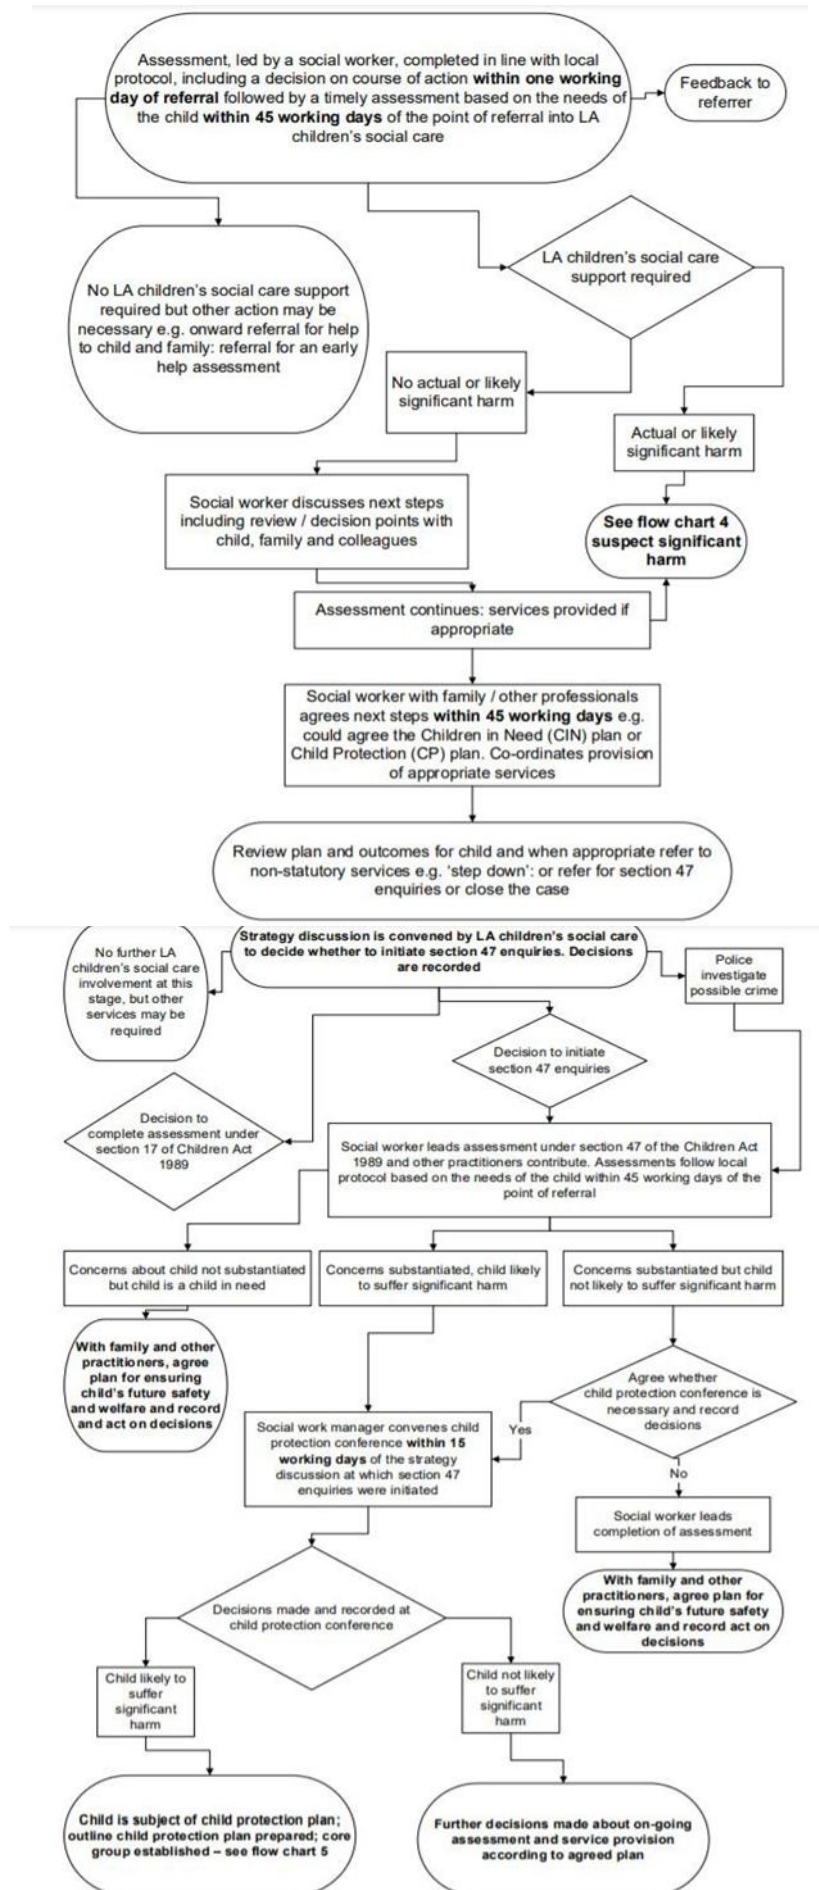 Assessment, led by a social worker, completed in line with local
protocol, including a decision on course of action within one working
day of referral followed by a timely assessment based on the needs of
the child within 45 working days of the point of referral into LA
children's social care
Feedback to
referrer
LA children's social care
support required
No LA children's social care support
required but other action may be
necessary e.g. onward referral for help
to child and family: referral for an early
help assessment
No actual or likely
significant harm
Actual or likely
significant harm
Social worker discusses next steps
including review / decision points with
child, family and colleagues
See flow chart 4
suspect significant
harm
Assessment continues: services provided if
appropriate
Social worker with family / other professionals
agrees next steps within 45 working days e.g.
could agree the Children in Need (CIN) plan or
Child Protection (CP) plan. Co-ordinates provision
of appropriate services
Review plan and outcomes for child and when appropriate refer to
non-statutory services e.g. 'step down': or refer for section 47
enquiries or close the case
Strategy discussion is convened by LA children's social care
to decide whether to initiate section 47 enquiries. Decisions
are recorded
No further LA
children's social care
involvement at this
stage, but other
services may be
required
Police
investigate
possible crime
Decision to initiate
section 47 enquiries
Decision to
complete assessment under
section 17 of Children Act
1989
Social worker leads assessment under section 47 of the Children Act
1989 and other practitioners contribute. Assessments follow local
protocol based on the needs of the child within 45 working days of the
point of referral
Concerns about child not substantiated
but child is a child in need
Concerns substantiated, child likely
to suffer significant harm
Concerns substantiated but child
not likely to suffer significant harm
With family and other
practitioners, agree
plan for ensuring
child's future safety
and welfare and record
and act on decisions
Agree whether
child protection conference is
necessary and record
decisions
Yes
Social work manager convenes child
protection conference within 15
working days of the strategy
discussion at which section 47
enquiries were initiated
No
Social worker leads
completion of assessment
With family and other
practitioners, agree plan for
ensuring child's future safety
and welfare and record act on
decisions
Decisions made and recorded at
child protection conference
Child likely to
suffer
significant
harm
Child not likely
to suffer
significant
harm
Child is subject of child protection plan;
outline child protection plan prepared; core
group established – see flow chart 5
Further decisions made about on-going
assessment and service provision
according to agreed plan